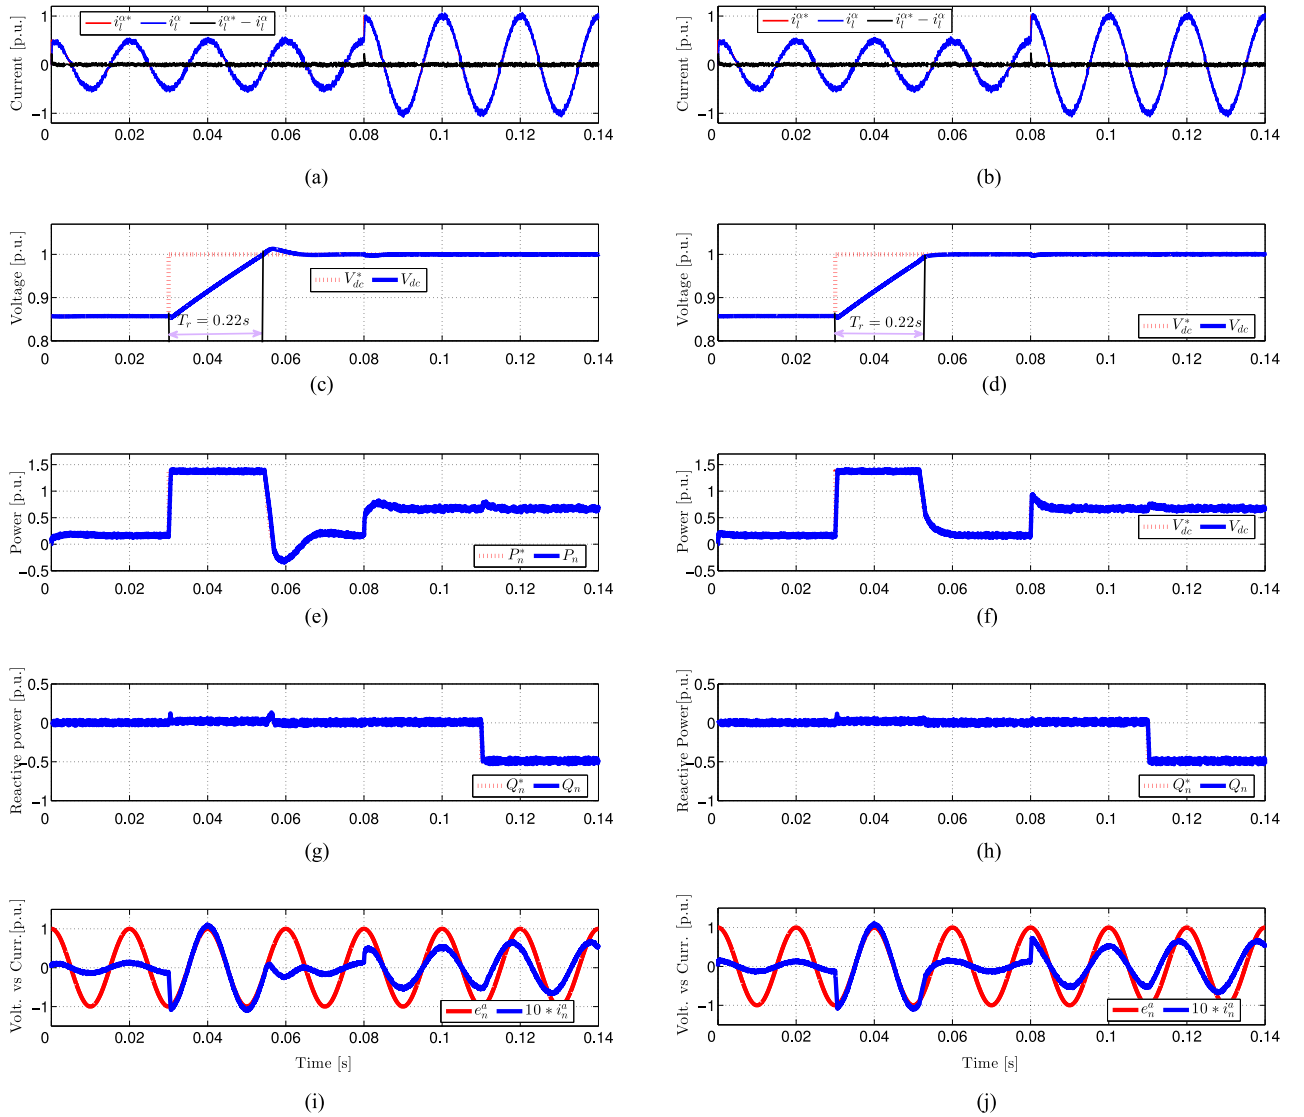 Current [p.u.]
1
0
−1
i_l^{α*} i_l^α i_l^{α*} − i_l^α
0 0.02 0.04 0.06 0.08 0.1 0.12 0.14
(a)
Current [p.u.]
1
0
−1
i_l^{α*} i_l^α i_l^{α*} − i_l^α
0 0.02 0.04 0.06 0.08 0.1 0.12 0.14
(b)
Voltage [p.u.]
1
0.9
0.8
V_{dc}^* V_{dc}
T_r = 0.22s
0 0.02 0.04 0.06 0.08 0.1 0.12 0.14
(c)
Voltage [p.u.]
1
0.9
0.8
T_r = 0.22s
V_{dc}^* V_{dc}
0 0.02 0.04 0.06 0.08 0.1 0.12 0.14
(d)
Power [p.u.]
1.5
1
0.5
0
−0.5
P_n^* P_n
0 0.02 0.04 0.06 0.08 0.1 0.12 0.14
(e)
Power [p.u.]
1.5
1
0.5
0
−0.5
V_{dc}^* V_{dc}
0 0.02 0.04 0.06 0.08 0.1 0.12 0.14
(f)
Reactive power [p.u.]
0.5
0
−0.5
−1
Q_n^* Q_n
0 0.02 0.04 0.06 0.08 0.1 0.12 0.14
(g)
Reactive Power[p.u.]
0.5
0
−0.5
−1
Q_n^* Q_n
0 0.02 0.04 0.06 0.08 0.1 0.12 0.14
(h)
Volt. vs Curr.[p.u.]
1
0
−1
e_n^a 10 * i_n^a
0 0.02 0.04 0.06 0.08 0.1 0.12 0.14
Time [s]
(i)
Volt. vs Curr. [p.u.]
1
0
−1
e_n^a 10 * i_n^a
0 0.02 0.04 0.06 0.08 0.1 0.12 0.14
Time [s]
(j)